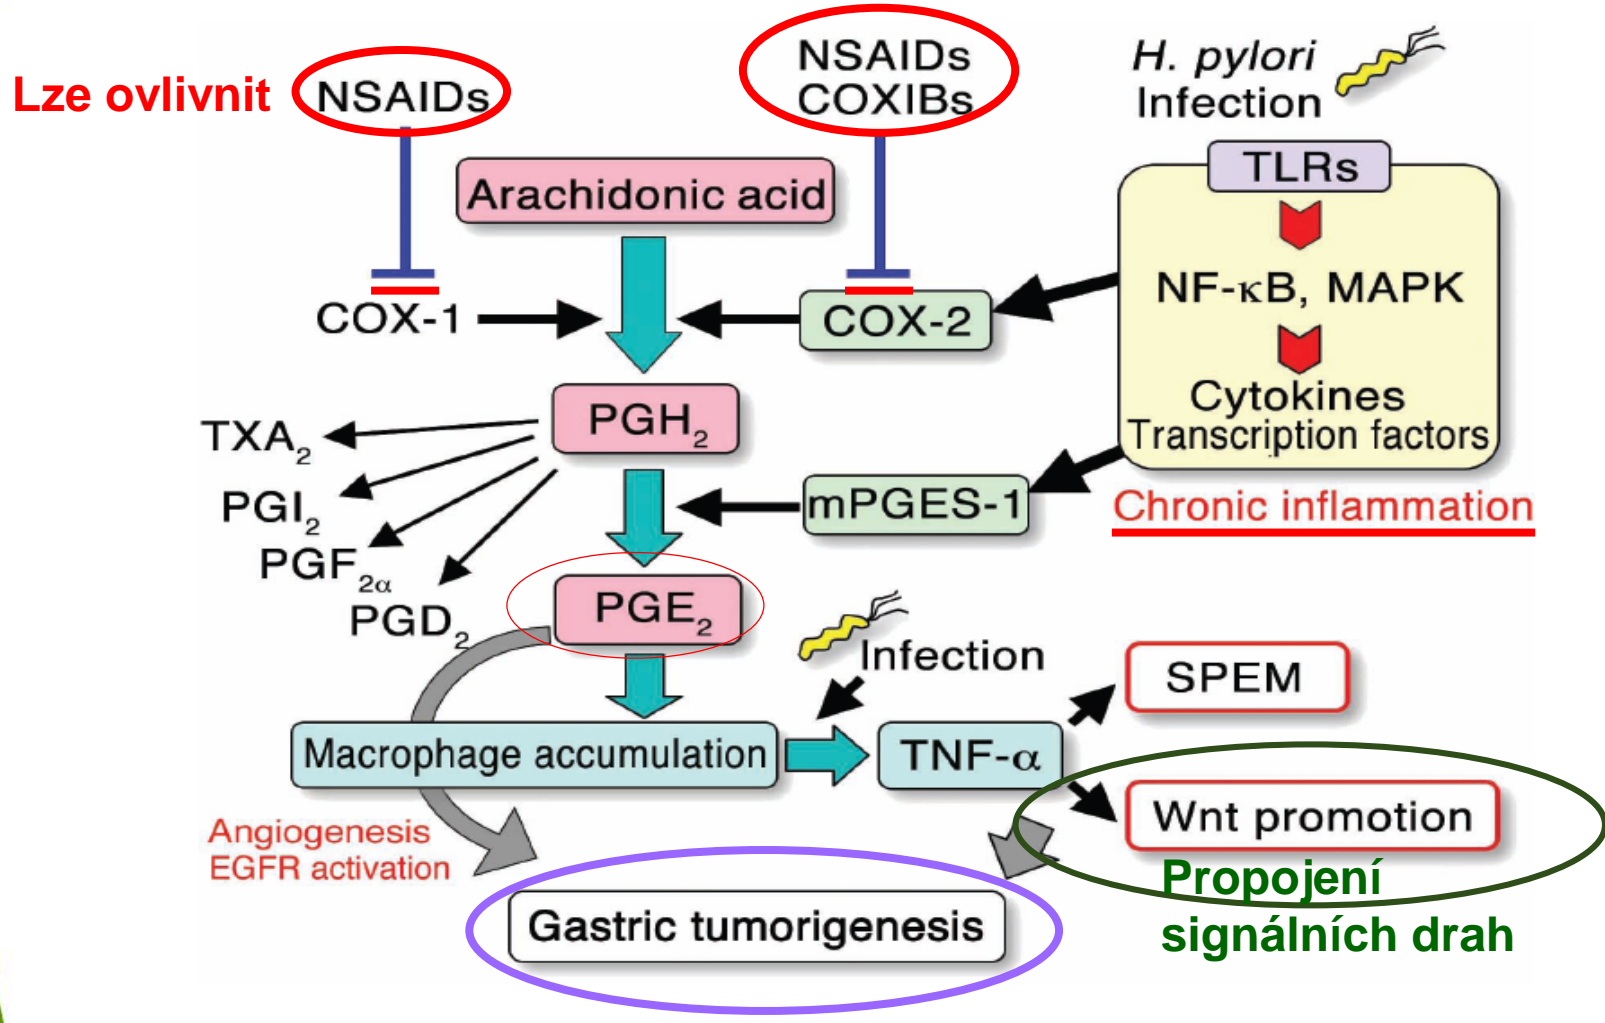 Lze ovlivnit
NSAIDs
NSAIDs
COXIBs
H. pylori
Infection
TLRs
Arachidonic acid
NF-κB, MAPK
COX-1
COX-2
Cytokines
Transcription factors
PGH2
TXA2
PGI2
mPGES-1
Chronic inflammation
PGF2α
PGD2
PGE2
Infection
SPEM
Macrophage accumulation
TNF-α
Wnt promotion
Angiogenesis
EGFR activation
Propojení
signálních drah
Gastric tumorigenesis